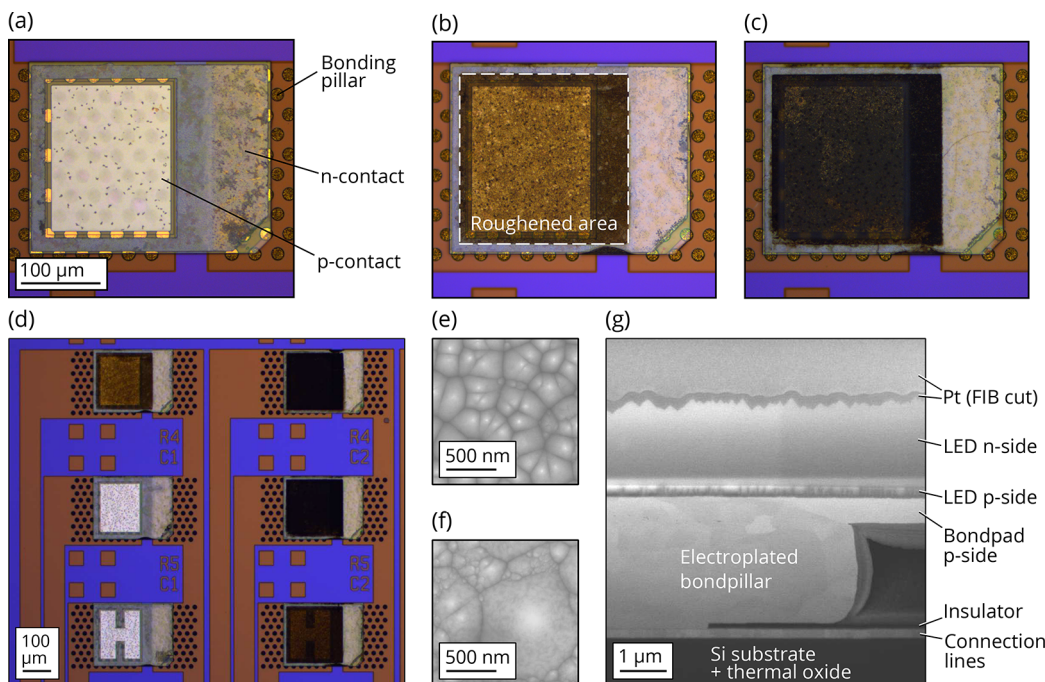 (a)
Bonding
pillar
n-contact
p-contact
100 µm
(b)
Roughened area
(c)
(d)
R4
C1
R4
C2
R5
C1
R5
C2
100
µm
(e)
500 nm
(f)
500 nm
(g)
Pt (FIB cut)
LED n-side
LED p-side
Bondpad
p-side
Electroplated
bondpillar
Insulator
Connection
lines
1 µm
Si substrate
+ thermal oxide